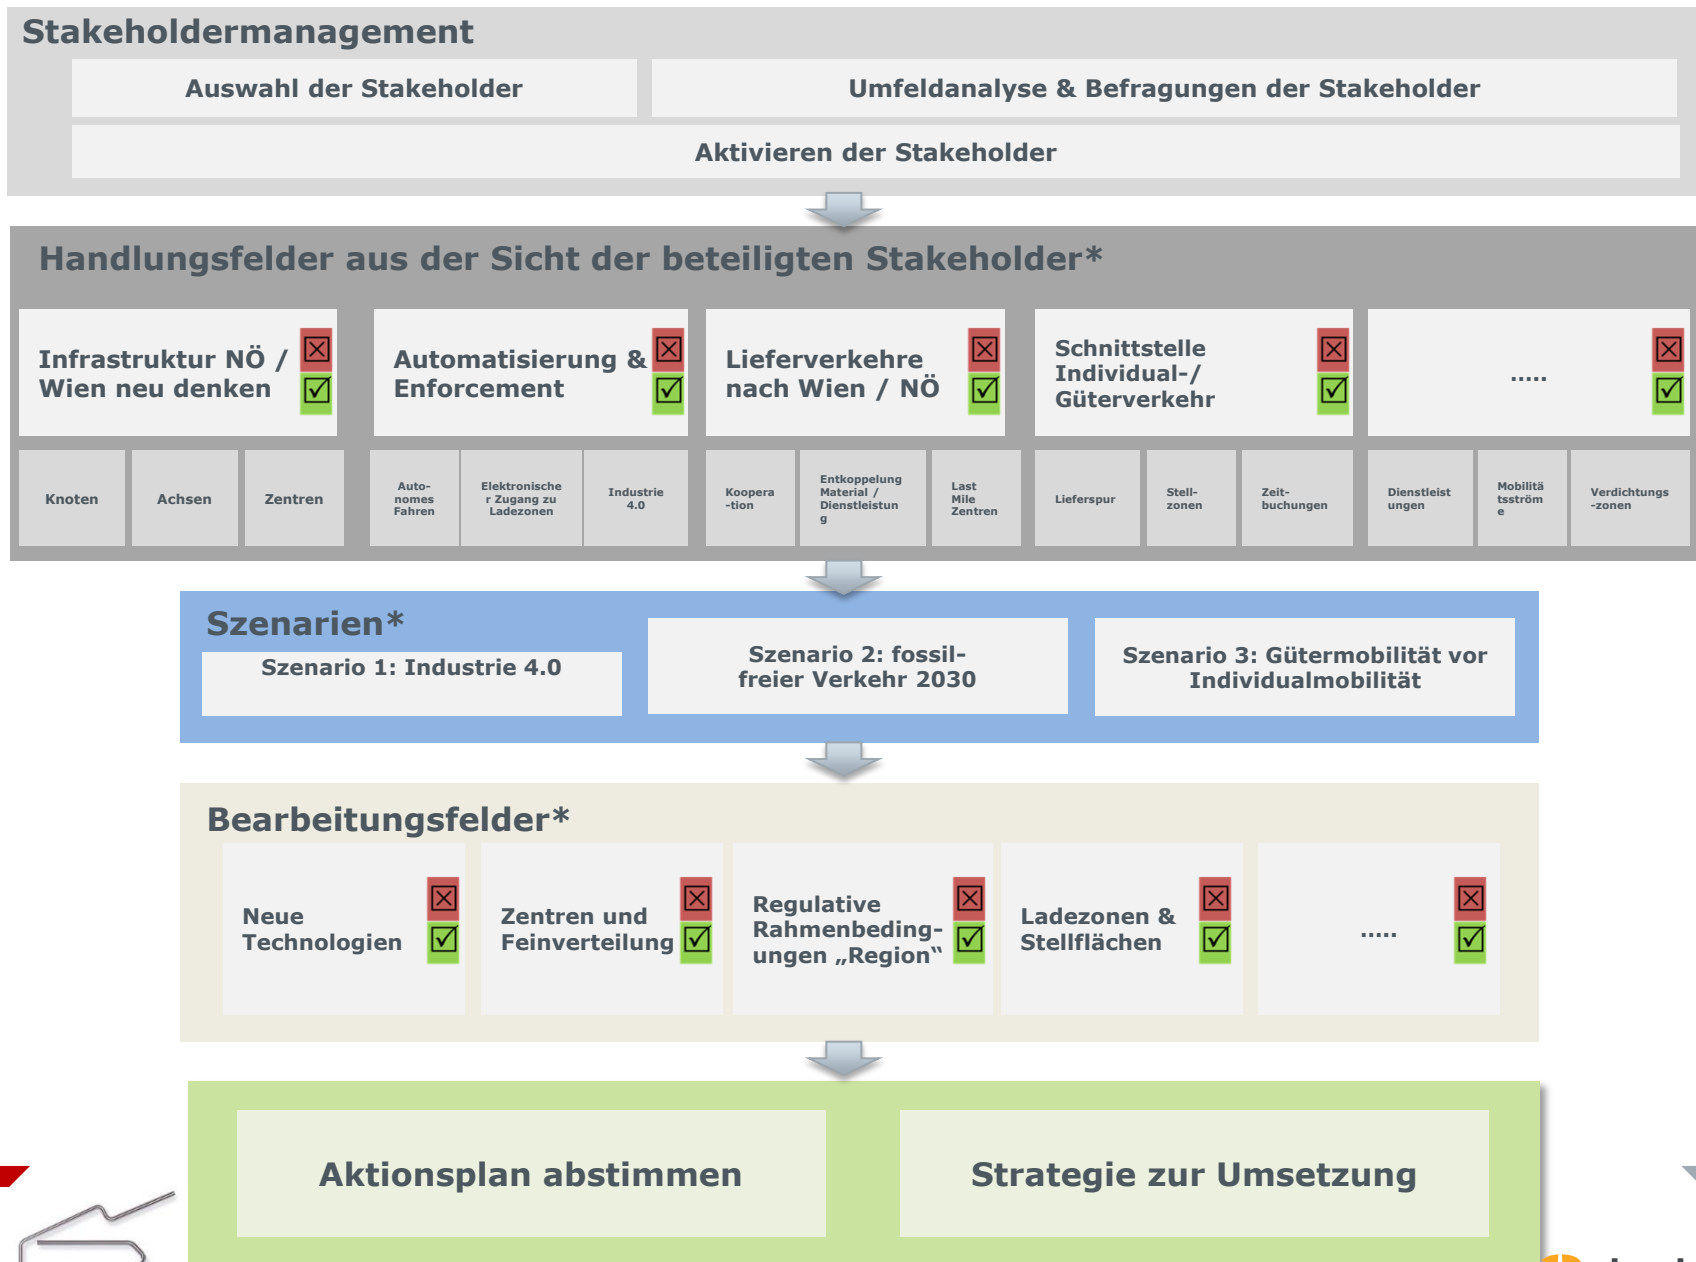 Stakeholdermanagement
Auswahl der Stakeholder
Umfeldanalyse & Befragungen der Stakeholder
Aktivieren der Stakeholder
Handlungsfelder aus der Sicht der beteiligten Stakeholder*
Infrastruktur NÖ /
Wien neu denken
Automatisierung &
Enforcement
Lieferverkehre
nach Wien / NÖ
Schnittstelle
Individual-/
Güterverkehr
.....
Knoten
Achsen
Zentren
Auto-
nomes
Fahren
Elektronische
r Zugang zu
Ladezonen
Industrie
4.0
Koopera
-tion
Entkoppelung
Material /
Dienstleistun
g
Last
Mile
Zentren
Lieferspur
Stell-
zonen
Zeit-
buchungen
Dienstleist
ungen
Mobilitä
tsström
e
Verdichtungs
-zonen
Szenarien*
Szenario 1: Industrie 4.0
Szenario 2: fossil-
freier Verkehr 2030
Szenario 3: Gütermobilität vor
Individualmobilität
Bearbeitungsfelder*
Neue
Technologien
Zentren und
Feinverteilung
Regulative
Rahmenbeding-
ungen „Region“
Ladezonen &
Stellflächen
.....
Aktionsplan abstimmen
Strategie zur Umsetzung